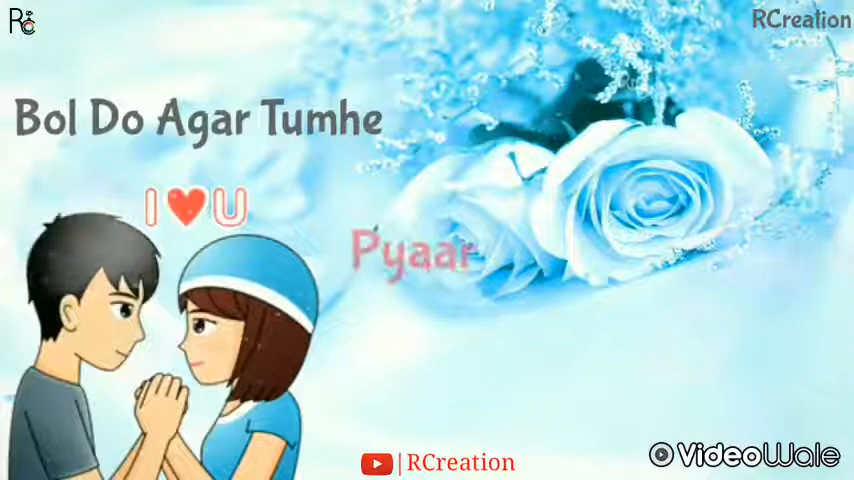 Rc
RCreation
Bol Do Agar Tumhe
I❤U
Pyaar
|RCreation
VideoWale